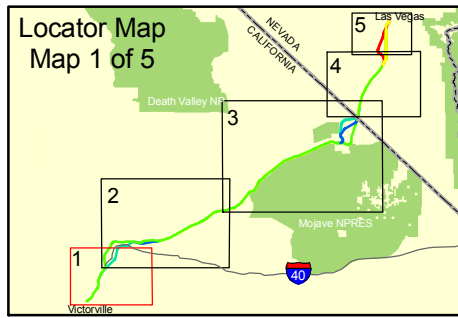 Locator Map
Map 1 of 5
NEVADA
CALIFORNIA
Las Vegas
5
4
Death Valley NP
3
2
Mojave NPRES
1
40
Victorville